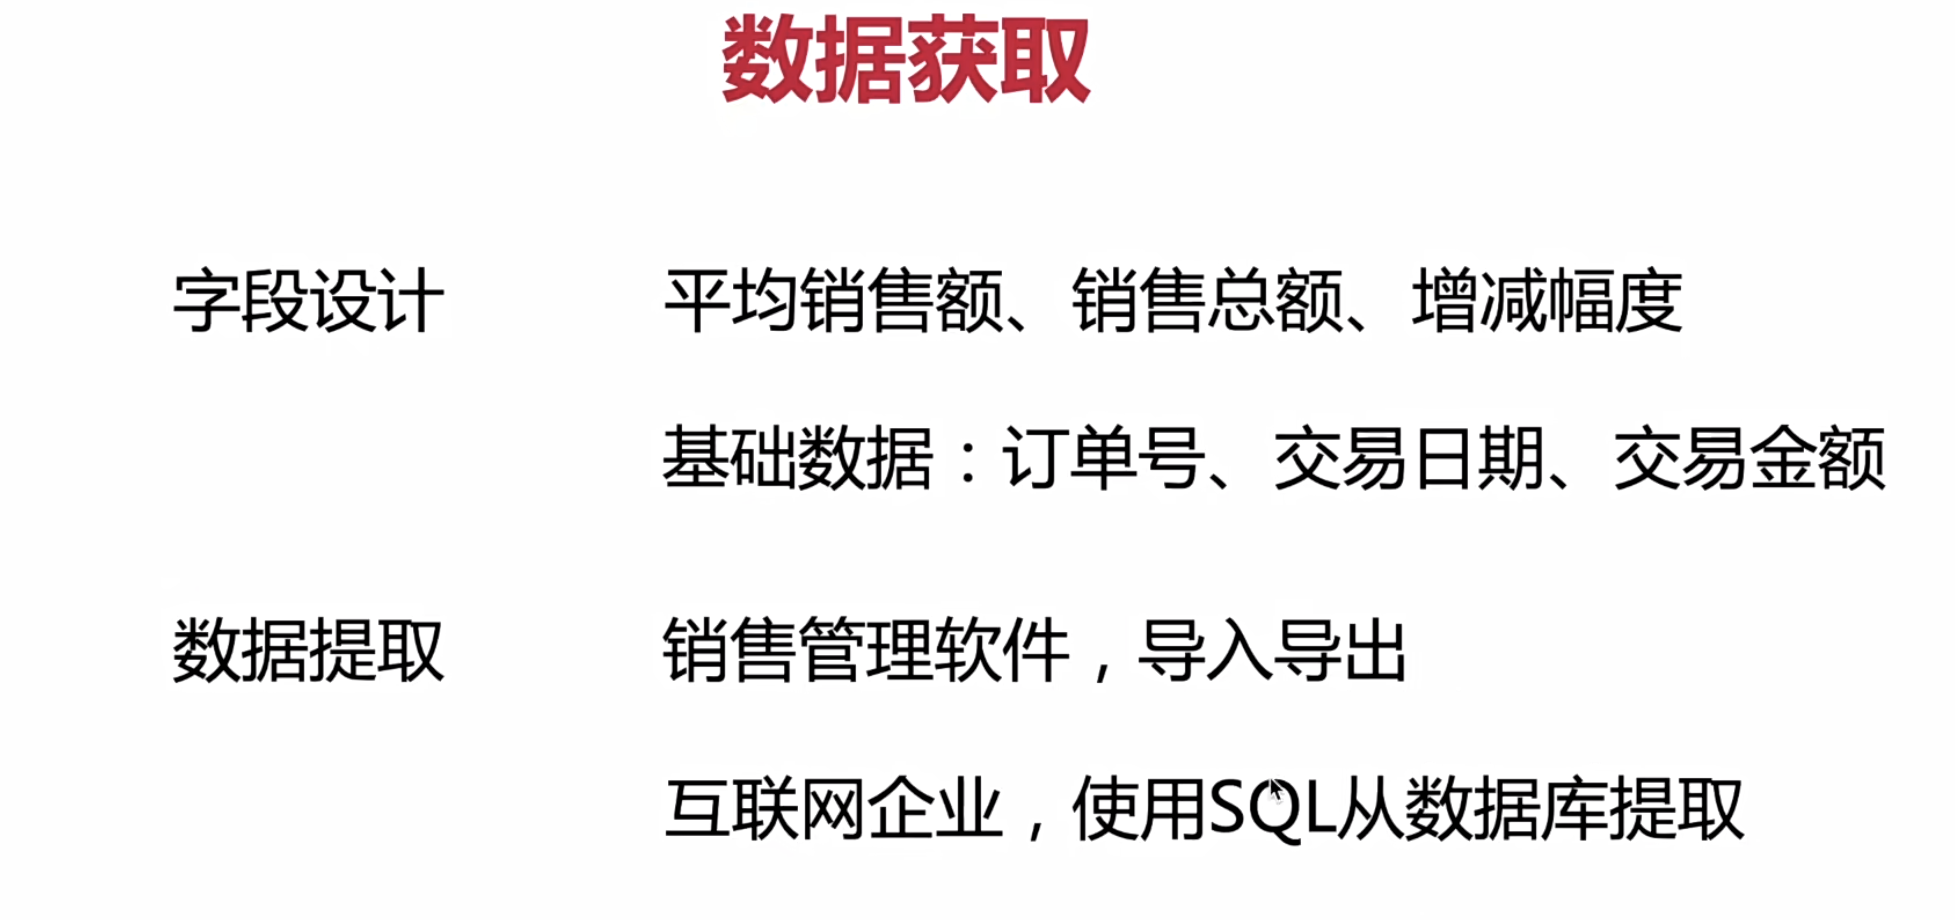 数据获取
字段设计 平均销售额、销售总额、增减幅度
基础数据：订单号、交易日期、交易金额
数据提取 销售管理软件，导入导出
互联网企业，使用SQL从数据库提取